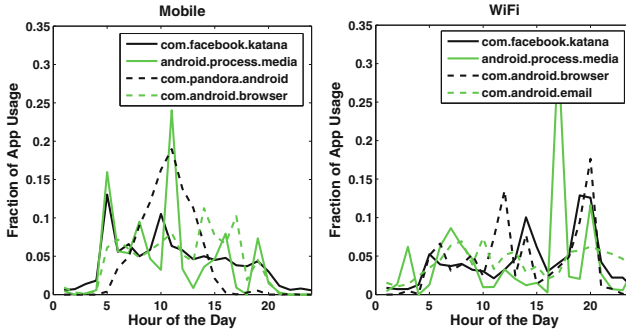 Mobile
0.35
0.3
0.25
0.2
0.15
0.1
0.05
0
Fraction of App Usage
com.facebook.katana
android.process.media
com.pandora.android
com.android.browser
0 5 10 15 20
Hour of the Day
WiFi
0.35
0.3
0.25
0.2
0.15
0.1
0.05
0
Fraction of App Usage
com.facebook.katana
android.process.media
com.android.browser
com.android.email
0 5 10 15 20
Hour of the Day